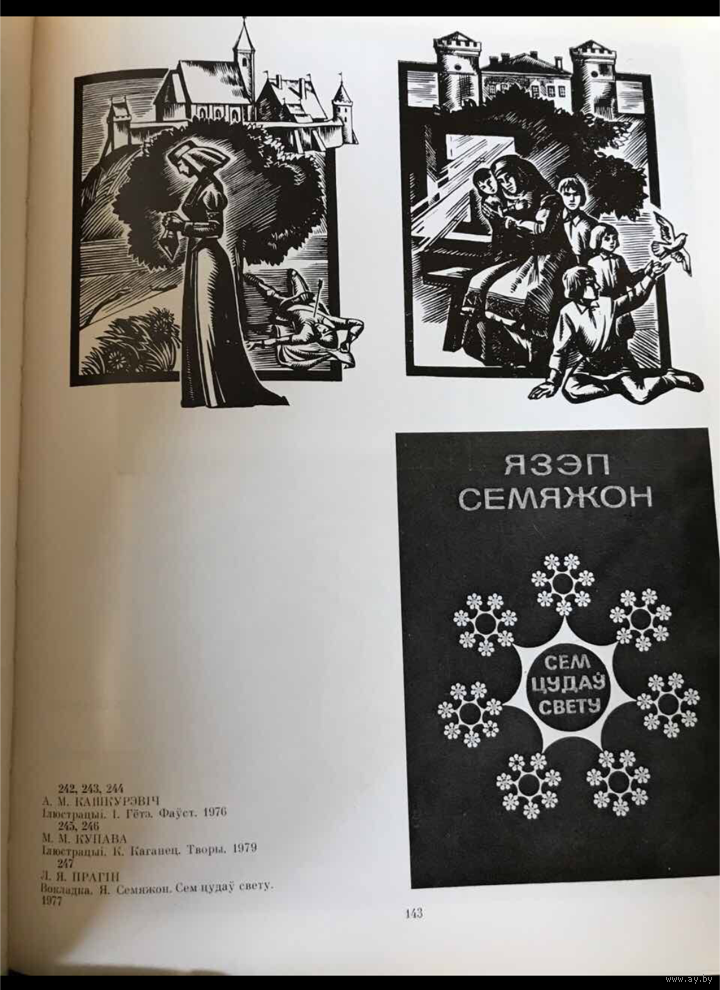 ЯЗЭП
СЕМЯЖОН
СЕМ
ЦУДАЎ
СВЕТУ
242, 243, 244
А. М. КАШКУРЭВІЧ
Ілюстрацыі. І. Гётэ. Фаўст. 1976
245, 246
М. М. КУПАВА
Ілюстрацыі. К. Каганец. Творы. 1979
247
Л. Я. ПРАГІН
Вокладка. Я. Семяжон. Сем цудаў свету.
1977
143
www.ay.by